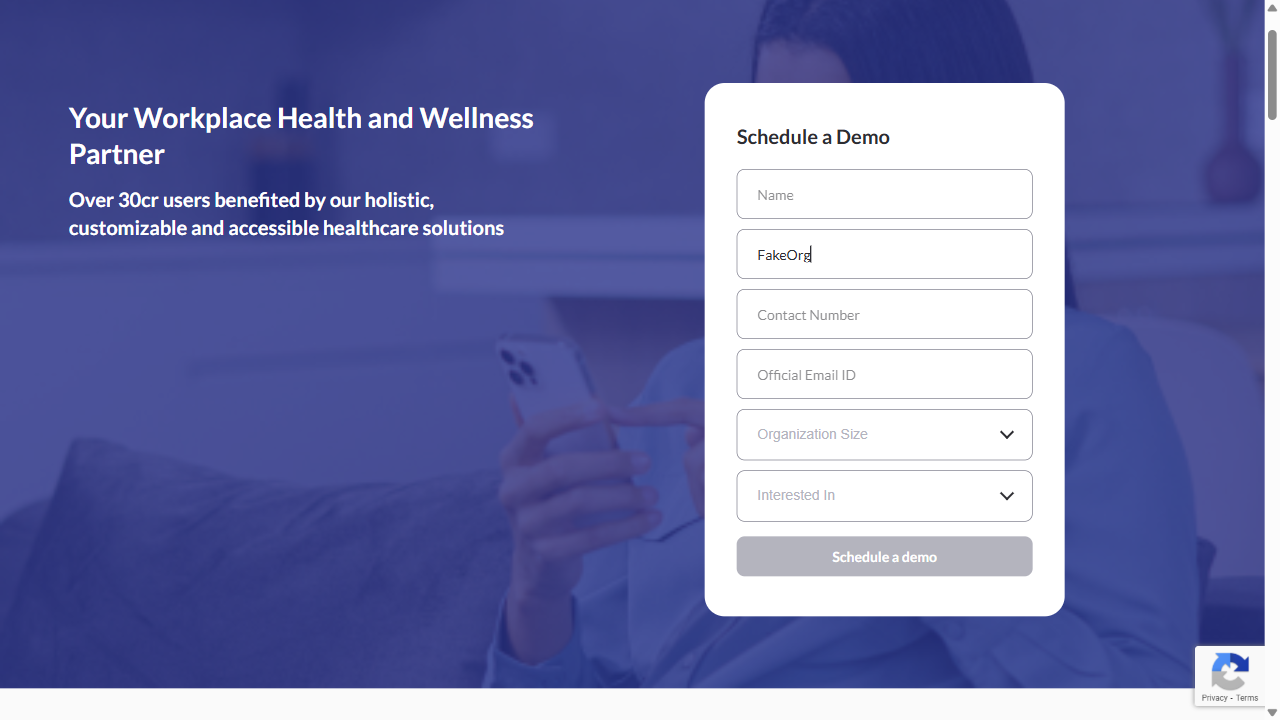 Your Workplace Health and Wellness
Partner
Over 30cr users benefited by our holistic,
customizable and accessible healthcare solutions
Schedule a Demo
Name
FakeOrg
Contact Number
Official Email ID
Organization Size
Interested In
Schedule a demo
Privacy - Terms